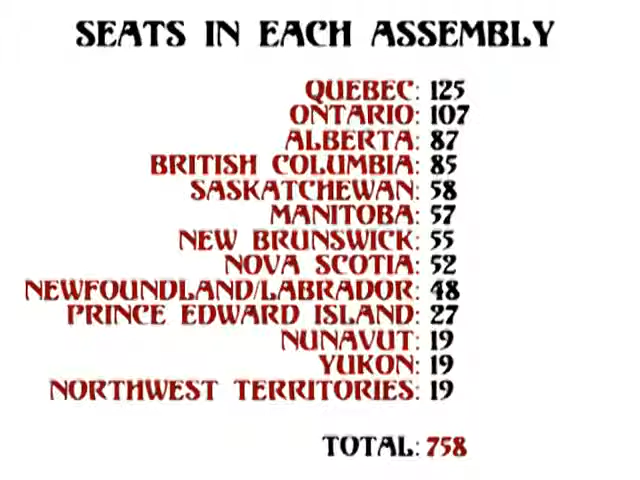 SEATS IN EACH ASSEMBLY
QUEBEC: 125
ONTARIO: 107
ALBERTA: 87
BRITISH COLUMBIA: 85
SASKATCHEWAN: 58
MANITOBA: 57
NEW BRUNSWICK: 55
NOVA SCOTIA: 52
NEWFOUNDLAND/LABRADOR: 48
PRINCE EDWARD ISLAND: 27
NUNAVUT: 19
YUKON: 19
NORTHWEST TERRITORIES: 19
TOTAL: 758